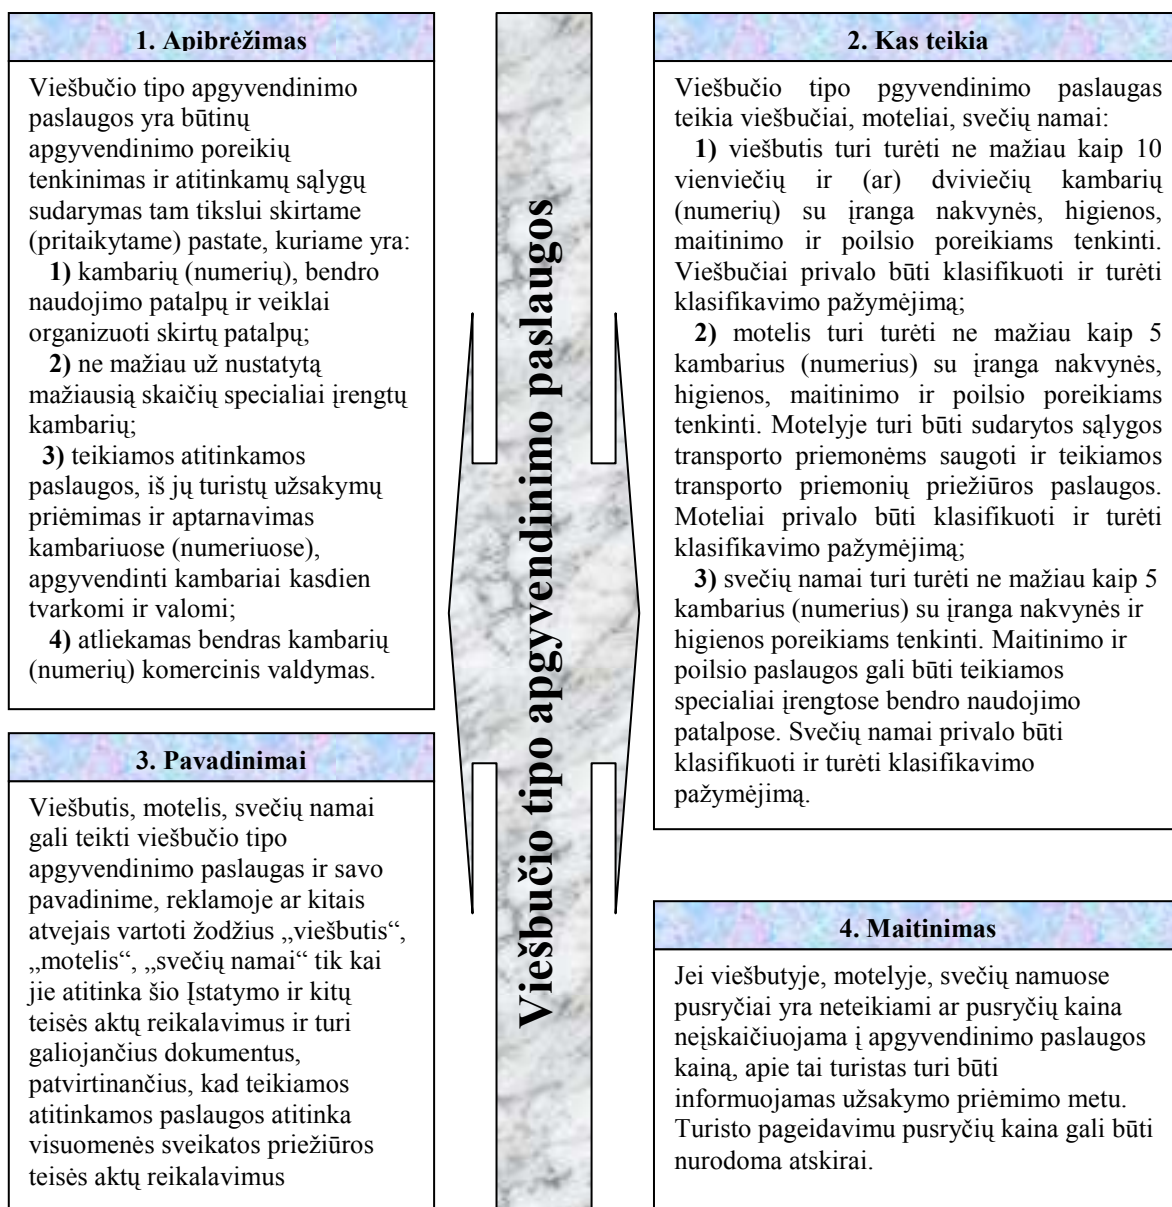 1. Apibrėžimas
Viešbučio tipo apgyvendinimo
paslaugos yra būtinų
apgyvendinimo poreikių
tenkinimas ir atitinkamų sąlygų
sudarymas tam tikslui skirtame
(pritaikytame) pastate, kuriame yra:
1) kambarių (numerių), bendro
naudojimo patalpų ir veiklai
organizuoti skirtų patalpų;
2) ne mažiau už nustatytą
mažiausią skaičių specialiai įrengtų
kambarių;
3) teikiamos atitinkamos
paslaugos, iš jų turistų užsakymų
priėmimas ir aptarnavimas
kambariuose (numeriuose),
apgyvendinti kambariai kasdien
tvarkomi ir valomi;
4) atliekamas bendras kambarių
(numerių) komercinis valdymas.
Viešbučio tipo apgyvendinimo paslaugos
2. Kas teikia
Viešbučio tipo pgyvendinimo paslaugas
teikia viešbučiai, moteliai, svečių namai:
1) viešbutis turi turėti ne mažiau kaip 10
vienviečių ir (ar) dviviečių kambarių
(numerių) su įranga nakvynės, higienos,
maitinimo ir poilsio poreikiams tenkinti.
Viešbučiai privalo būti klasifikuoti ir turėti
klasifikavimo pažymėjimą;
2) motelis turi turėti ne mažiau kaip 5
kambarius (numerius) su įranga nakvynės,
higienos, maitinimo ir poilsio poreikiams
tenkinti. Motelyje turi būti sudarytos sąlygos
transporto priemonėms saugoti ir teikiamos
transporto priemonių priežiūros paslaugos.
Moteliai privalo būti klasifikuoti ir turėti
klasifikavimo pažymėjimą;
3) svečių namai turi turėti ne mažiau kaip 5
kambarius (numerius) su įranga nakvynės ir
higienos poreikiams tenkinti. Maitinimo ir
poilsio paslaugos gali būti teikiamos
specialiai įrengtose bendro naudojimo
patalpose. Svečių namai privalo būti
klasifikuoti ir turėti klasifikavimo
pažymėjimą.
3. Pavadinimai
Viešbutis, motelis, svečių namai
gali teikti viešbučio tipo
apgyvendinimo paslaugas ir savo
pavadinime, reklamoje ar kitais
atvejais vartoti žodžius „viešbutis“,
„motelis“, „svečių namai“ tik kai
jie atitinka šio Įstatymo ir kitų
teisės aktų reikalavimus ir turi
galiojančius dokumentus,
patvirtinančius, kad teikiamos
atitinkamos paslaugos atitinka
visuomenės sveikatos priežiūros
teisės aktų reikalavimus
4. Maitinimas
Jei viešbutyje, motelyje, svečių namuose
pusryčiai yra neteikiami ar pusryčių kaina
neįskaičiuojama į apgyvendinimo paslaugos
kainą, apie tai turistas turi būti
informuojamas užsakymo priėmimo metu.
Turisto pageidavimu pusryčių kaina gali būti
nurodoma atskirai.